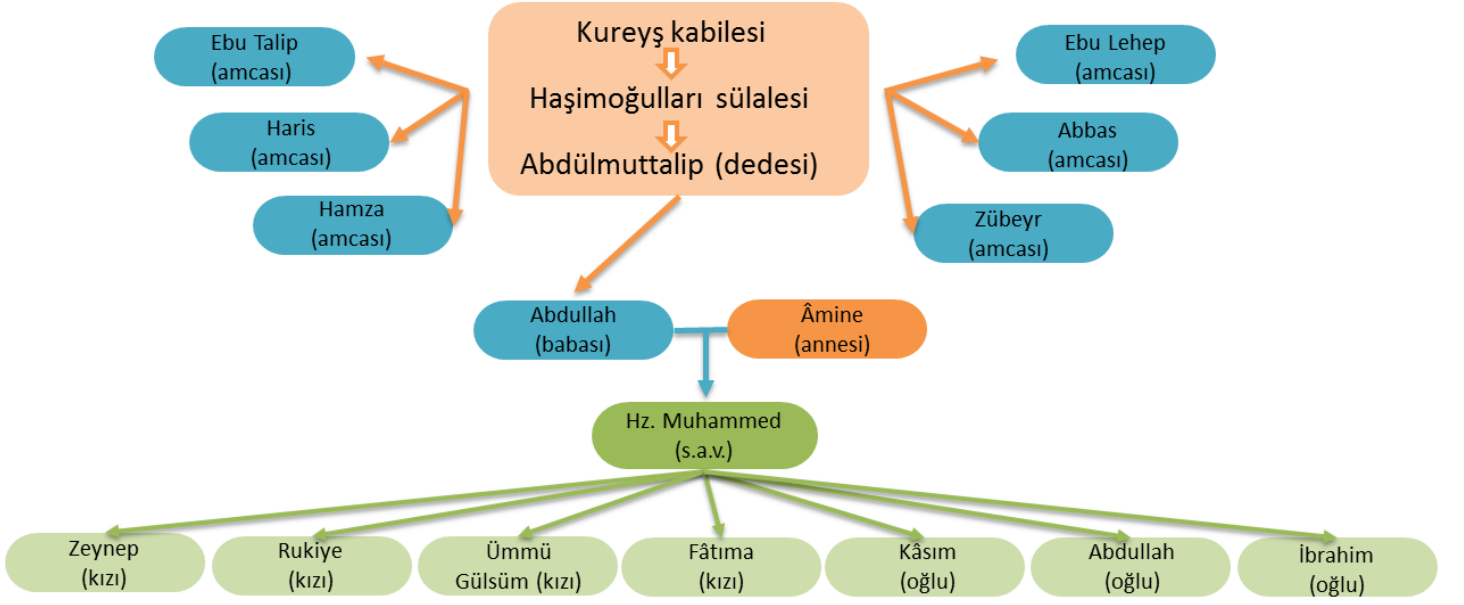 Kureyş kabilesi
Haşimoğulları sülalesi
Abdülmuttalip (dedesi)
Ebu Talip
(amcası)
Haris
(amcası)
Hamza
(amcası)
Ebu Lehep
(amcası)
Abbas
(amcası)
Zübeyr
(amcası)
Abdullah
(babası)
Âmine
(annesi)
Hz. Muhammed
(s.a.v.)
Zeynep
(kızı)
Rukiye
(kızı)
Ümmü
Gülsüm (kızı)
Fâtıma
(kızı)
Kâsım
(oğlu)
Abdullah
(oğlu)
İbrahim
(oğlu)